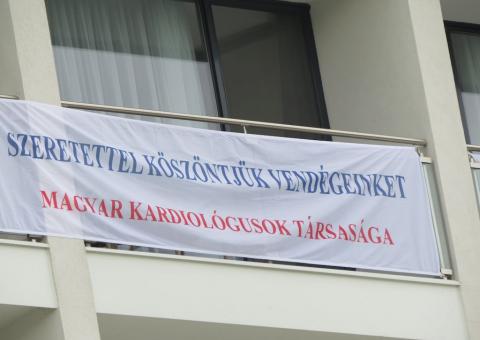 SZERETETTEL KÖSZÖNTJÜK VENDÉGEINKET
MAGYAR KARDIOLÓGUSOK TÁRSASÁGA